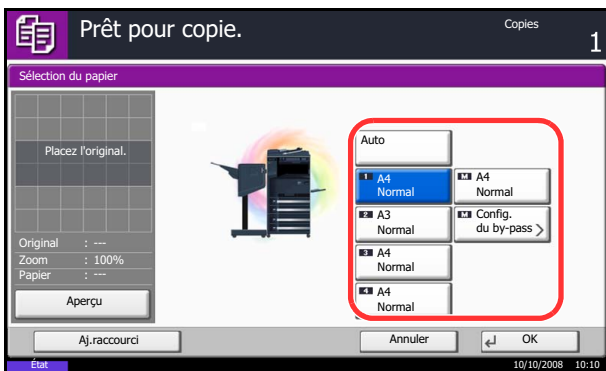 Prêt pour copie.
Copies
1
Sélection du papier
Placez l'original.
Original : ---
Zoom : 100%
Papier : ---
Aperçu
Auto
1 A4
Normal
2 A3
Normal
3 A4
Normal
4 A4
Normal
M A4
Normal
M Config.
du by-pass
Aj.raccourci
Annuler
OK
État
10/10/2008 10:10